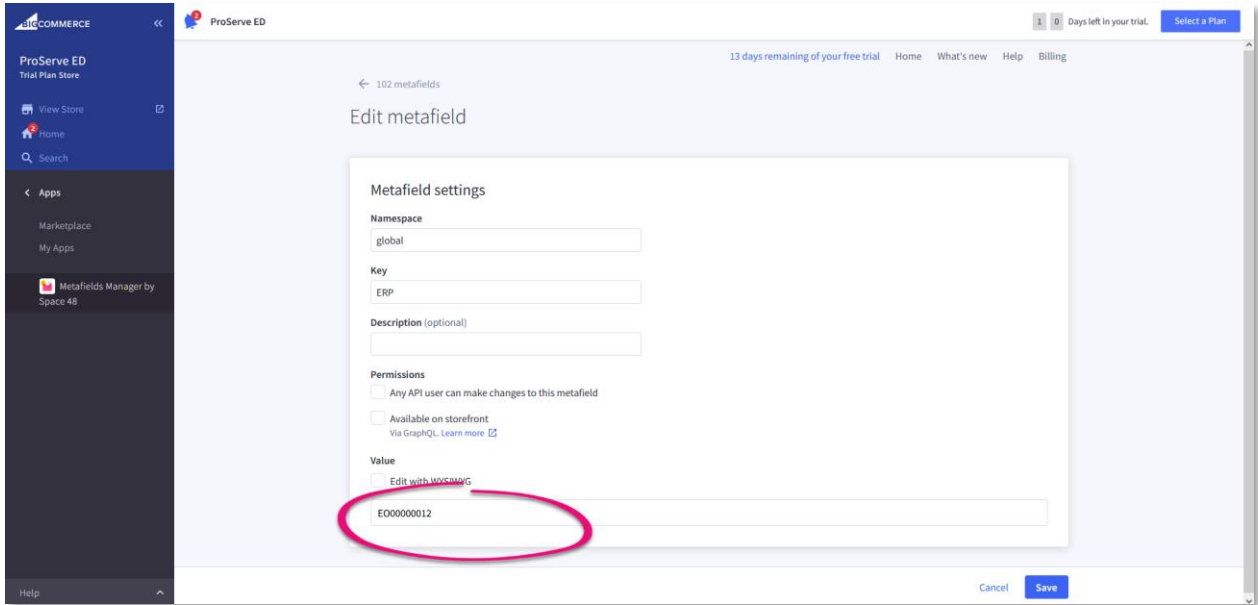 BIGCOMMERCE
«
2
ProServe ED
1 0 Days left in your trial.
Select a Plan
ProServe ED
Trial Plan Store
View Store
2
Home
Search
Apps
Marketplace
My Apps
Metafields Manager by
Space 48
Help
13 days remaining of your free trial Home What's new Help Billing
← 102 metafields
Edit metafield
Metafield settings
Namespace
global
Key
ERP
Description (optional)
Permissions
Any API user can make changes to this metafield
Available on storefront
Via GraphQL. Learn more
Value
Edit with WYSIWYG
EO00000012
Cancel
Save